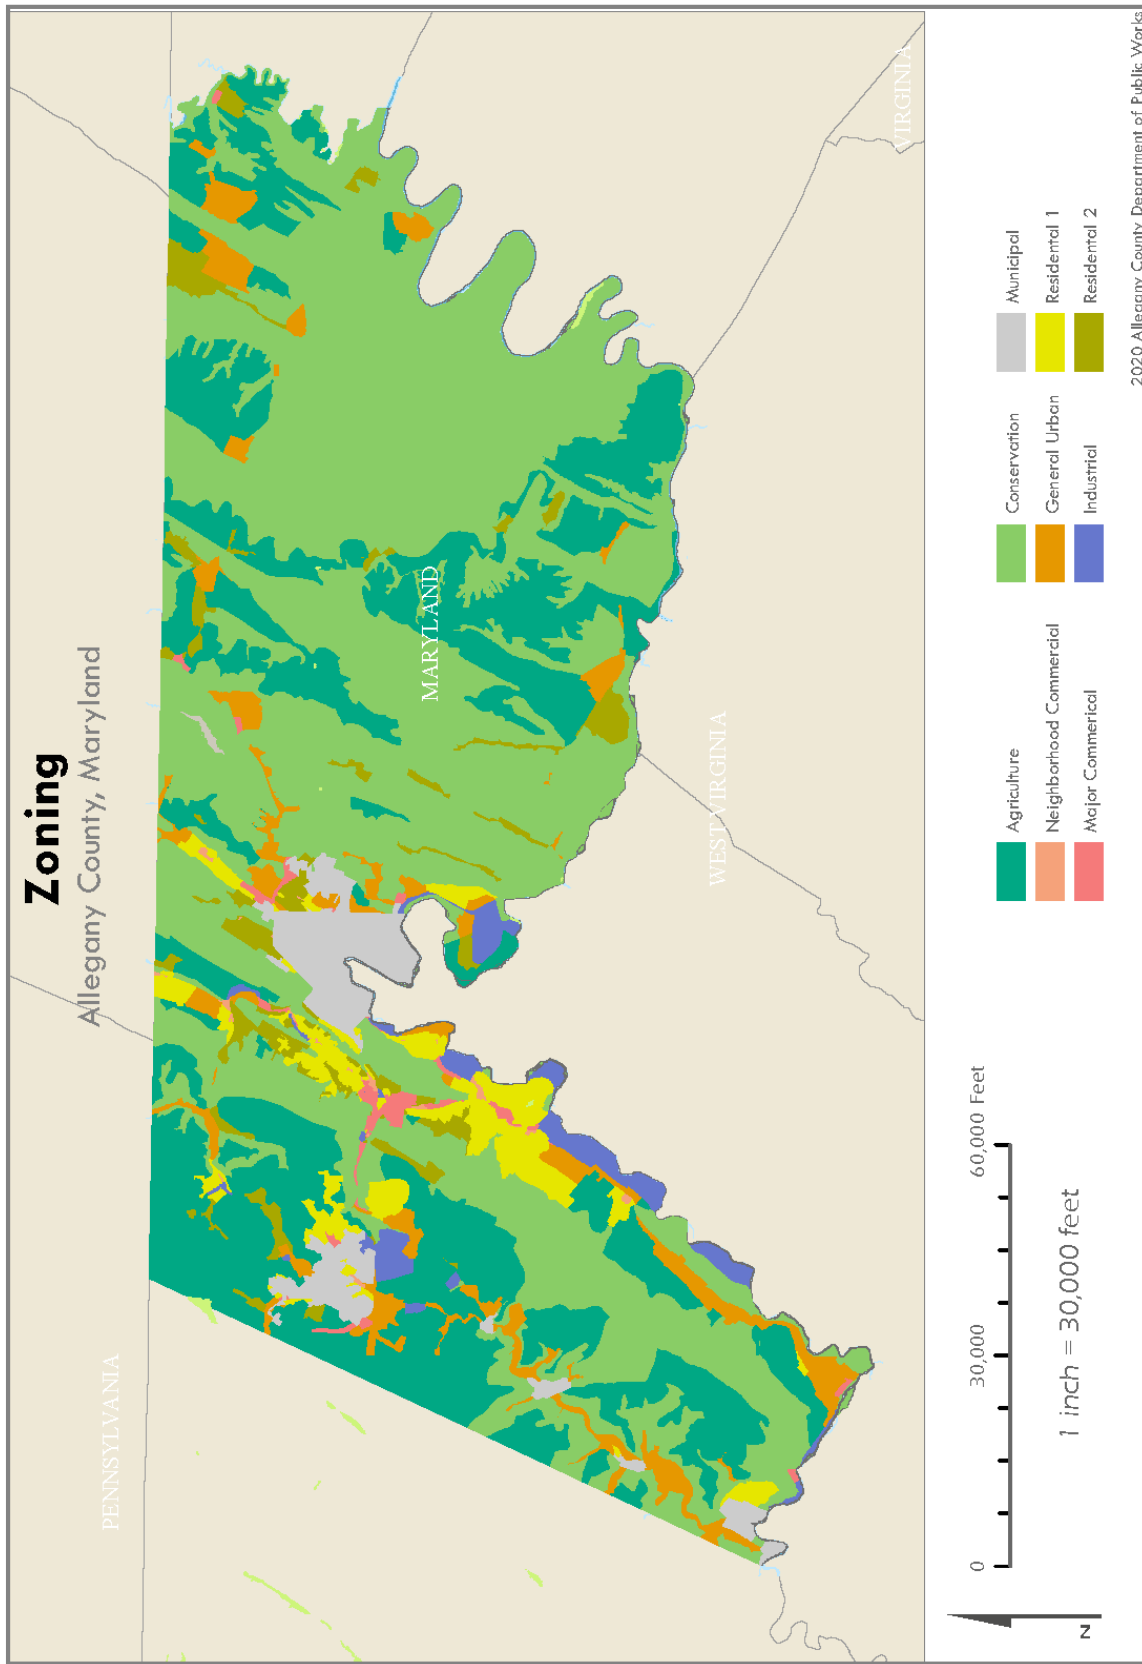 Zoning
Allegany County, Maryland
PENNSYLVANIA
MARYLAND
WEST VIRGINIA
VIRGINIA
N
0 30,000 60,000 Feet
1 inch = 30,000 feet
Agriculture
Neighborhood Commercial
Major Commerical
Conservation
General Urban
Industrial
Municipal
Residental 1
Residental 2
2020 Allegany County Department of Public Works